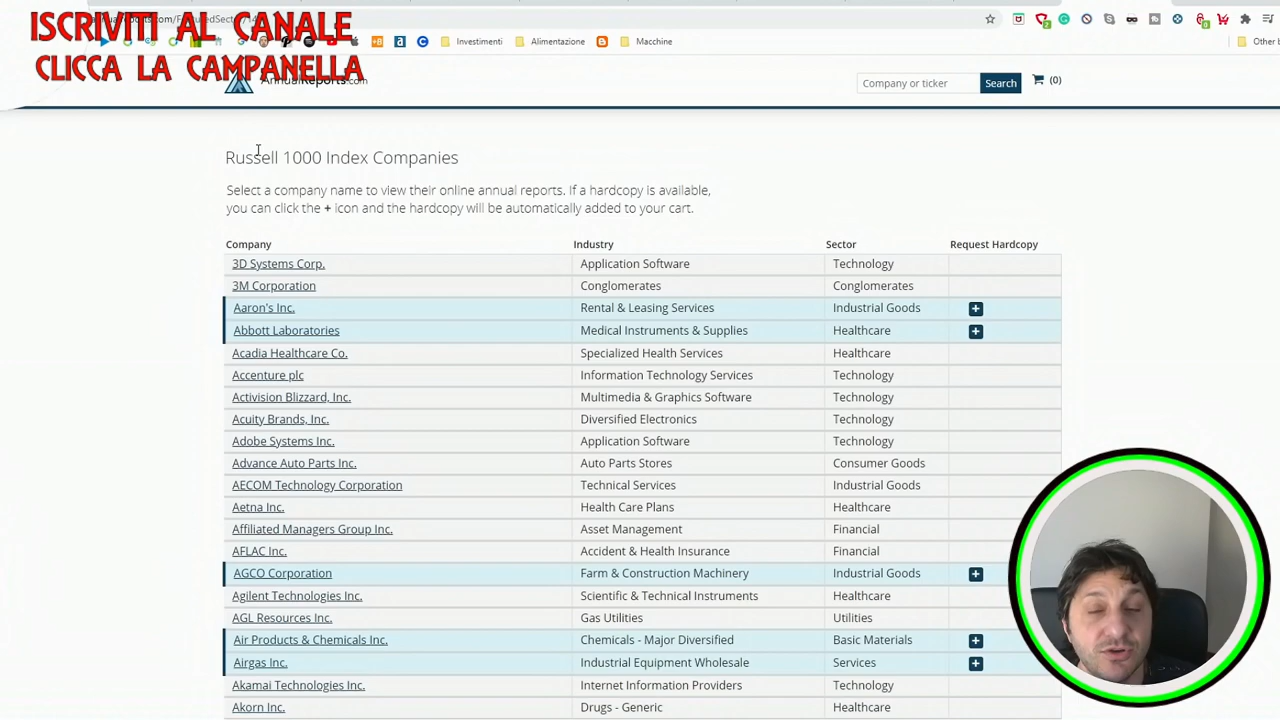 ISCRIVITI AL CANALE
CLICCA LA CAMPANELLA
Investimenti Alimentazione Macchine Other b
AnnualReports.com
Company or ticker Search (0)
Russell 1000 Index Companies
Select a company name to view their online annual reports. If a hardcopy is available,
you can click the + icon and the hardcopy will be automatically added to your cart.
Company Industry Sector Request Hardcopy
3D Systems Corp. Application Software Technology
3M Corporation Conglomerates Conglomerates
Aaron's Inc. Rental & Leasing Services Industrial Goods +
Abbott Laboratories Medical Instruments & Supplies Healthcare +
Acadia Healthcare Co. Specialized Health Services Healthcare
Accenture plc Information Technology Services Technology
Activision Blizzard, Inc. Multimedia & Graphics Software Technology
Acuity Brands, Inc. Diversified Electronics Technology
Adobe Systems Inc. Application Software Technology
Advance Auto Parts Inc. Auto Parts Stores Consumer Goods
AECOM Technology Corporation Technical Services Industrial Goods
Aetna Inc. Health Care Plans Healthcare
Affiliated Managers Group Inc. Asset Management Financial
AFLAC Inc. Accident & Health Insurance Financial
AGCO Corporation Farm & Construction Machinery Industrial Goods +
Agilent Technologies Inc. Scientific & Technical Instruments Healthcare
AGL Resources Inc. Gas Utilities Utilities
Air Products & Chemicals Inc. Chemicals - Major Diversified Basic Materials +
Airgas Inc. Industrial Equipment Wholesale Services +
Akamai Technologies Inc. Internet Information Providers Technology
Akorn Inc. Drugs - Generic Healthcare